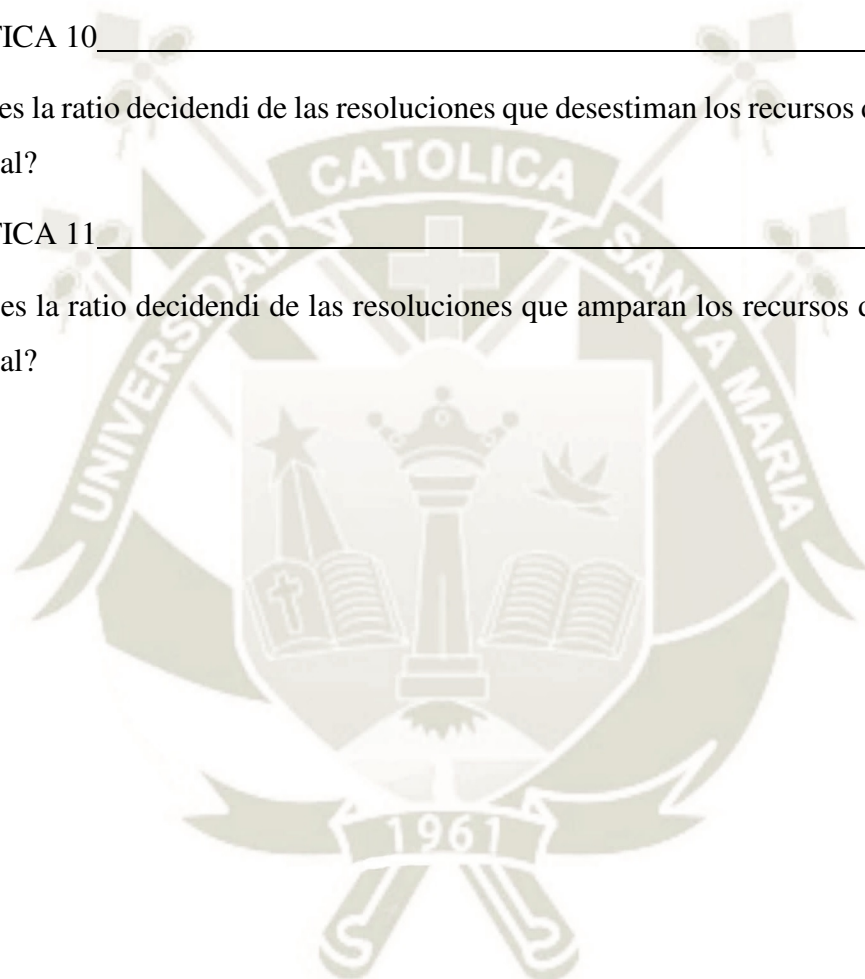 TICA 10
es la ratio decidendi de las resoluciones que desestiman los recursos
al?
TICA 11
es la ratio decidendi de las resoluciones que amparan los recursos
al?
UNIVERSIDAD CATOLICA SANTA MARIA
1961